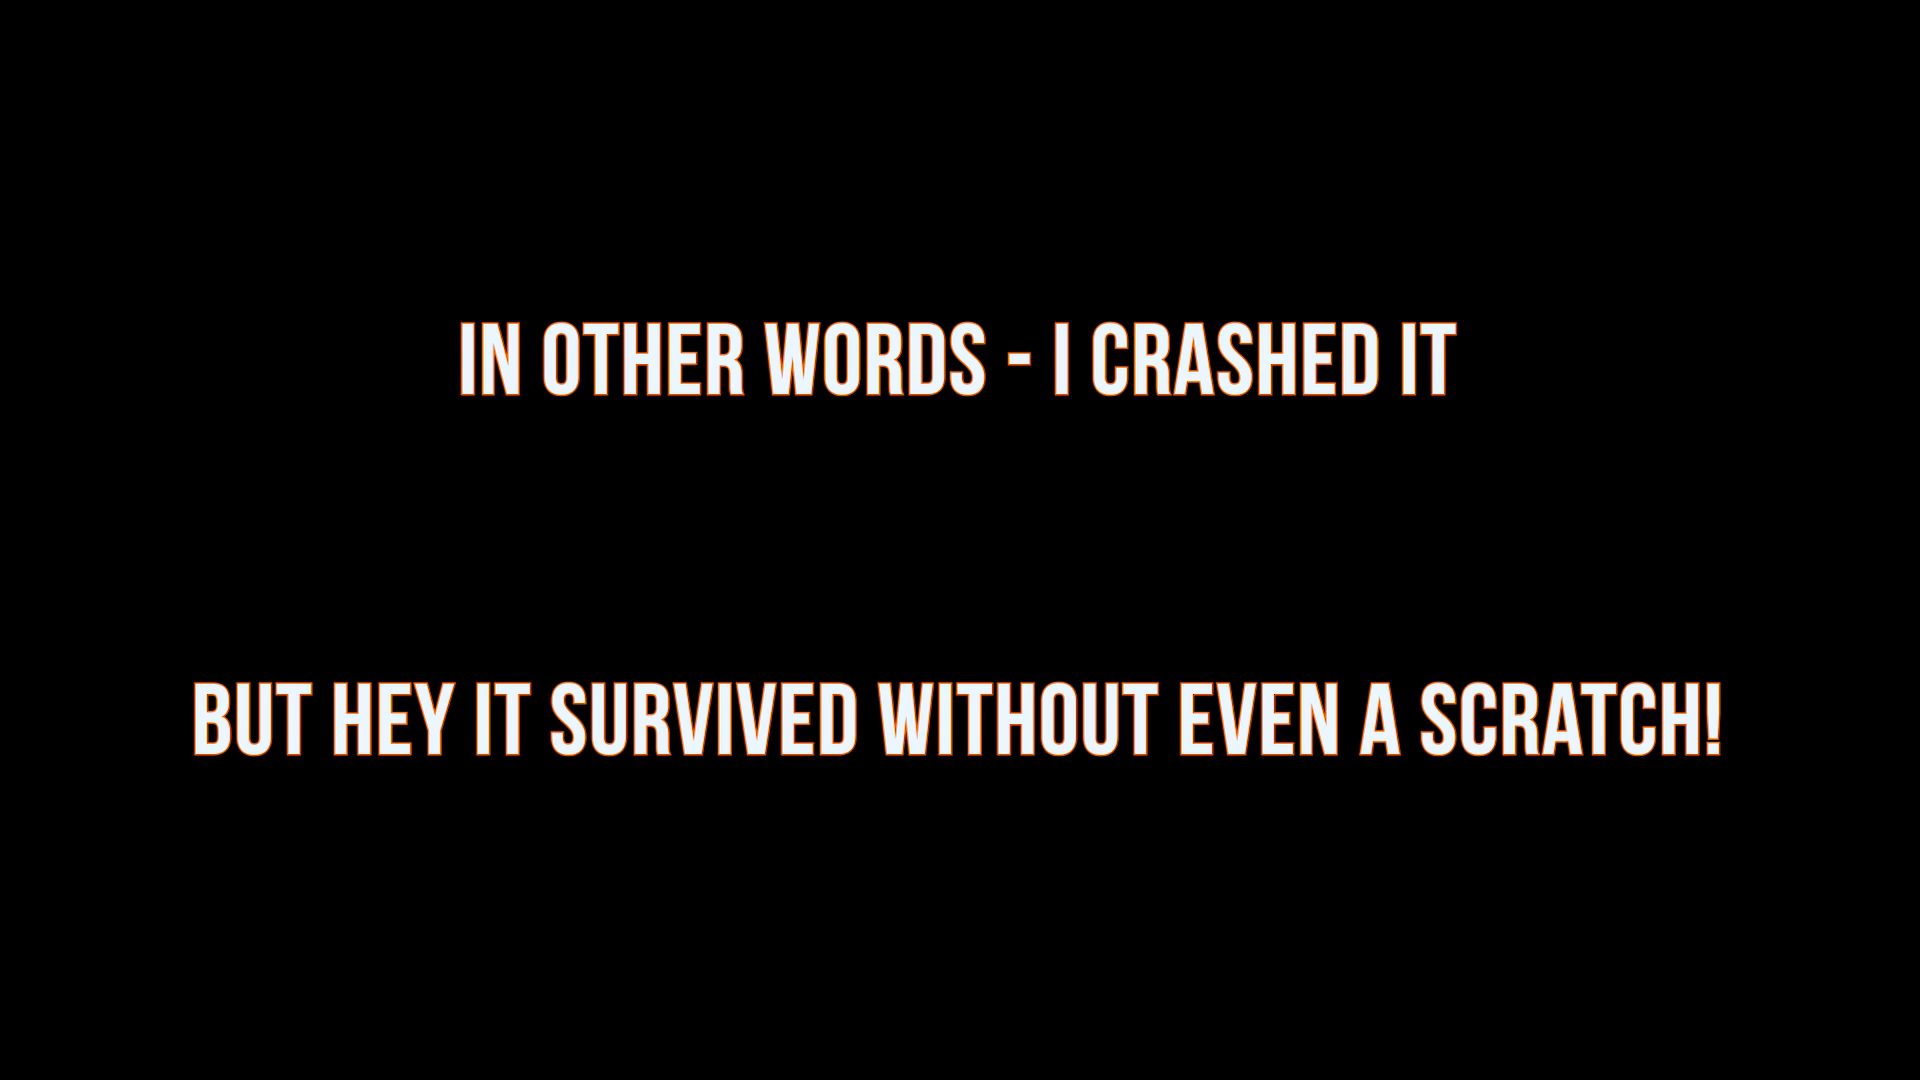 IN OTHER WORDS - I CRASHED IT
BUT HEY IT SURVIVED WITHOUT EVEN A SCRATCH!